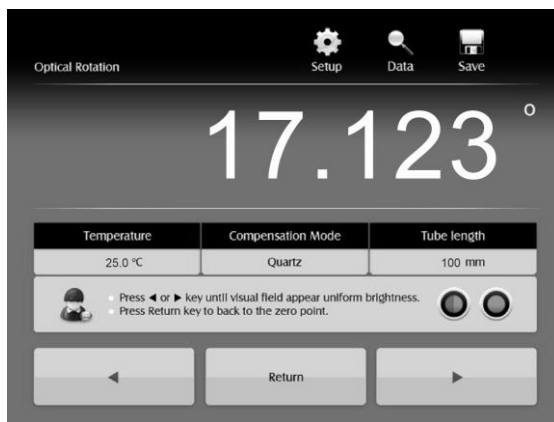 Optical Rotation
Setup Data Save
17.123 °
Temperature Compensation Mode Tube length
25.0 °C Quartz 100 mm
Press ◄ or ► key until visual field appear uniform brightness.
Press Return key to back to the zero point.
◄ Return ►